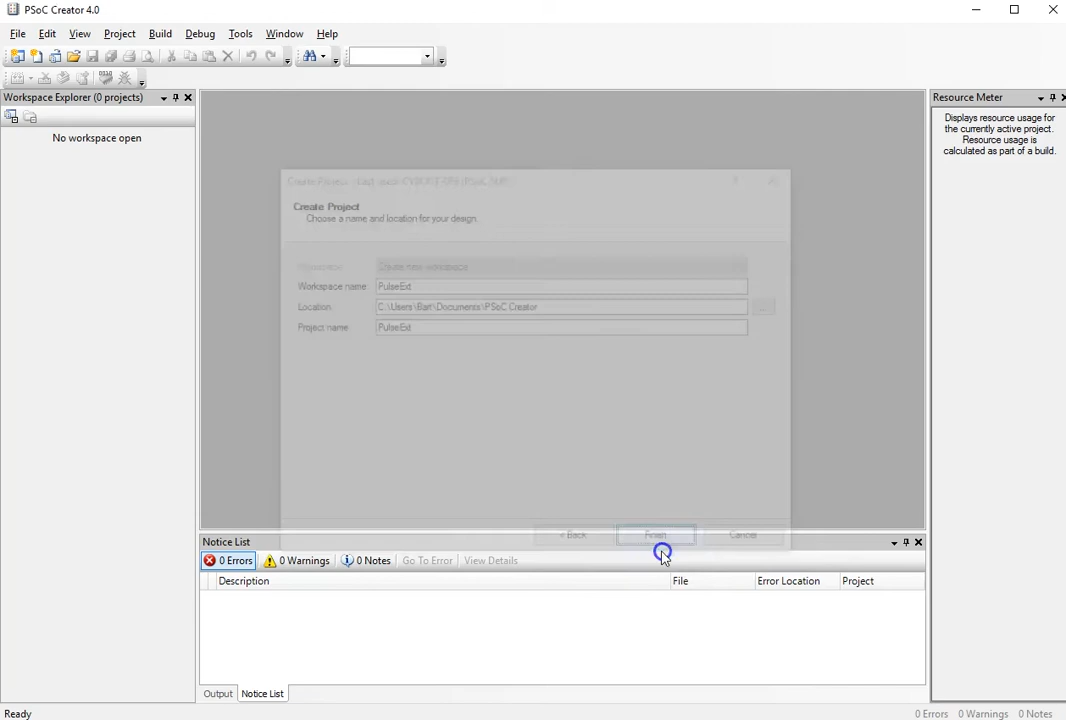 PSoC Creator 4.0
File Edit View Project Build Debug Tools Window Help
Workspace Explorer (0 projects)
No workspace open
Resource Meter
Displays resource usage for
the currently active project.
Resource usage is
calculated as part of a build.
Create Project
Choose a name and location for your design.
Create new workspace
Workspace name: PulseExt
Location: C:\Users\Bart\Documents\PSoC Creator
Project name: PulseExt
< Back Finish Cancel
Notice List
0 Errors 0 Warnings 0 Notes Go To Error View Details
Description File Error Location Project
Output Notice List
Ready 0 Errors 0 Warnings 0 Notes